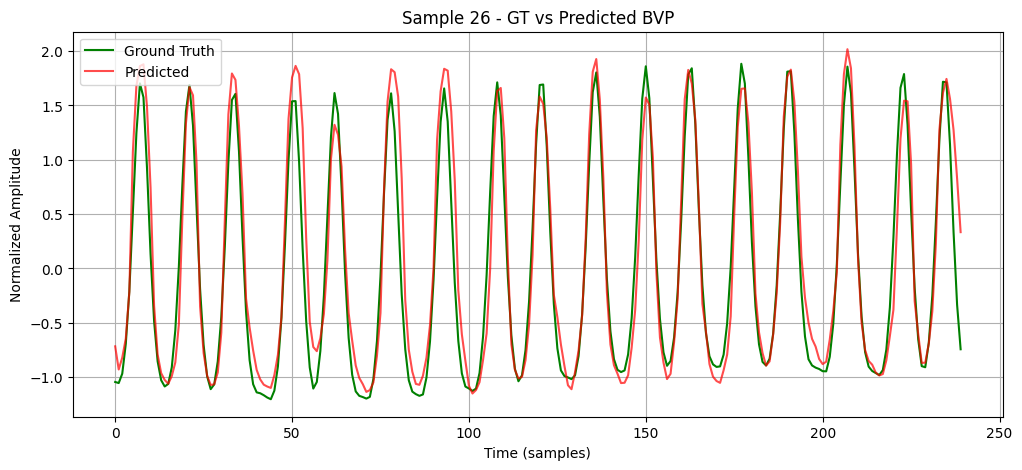 Sample 26 - GT vs Predicted BVP
Ground Truth
Predicted
Normalized Amplitude
2.0
1.5
1.0
0.5
0.0
−0.5
−1.0
0 50 100 150 200 250
Time (samples)